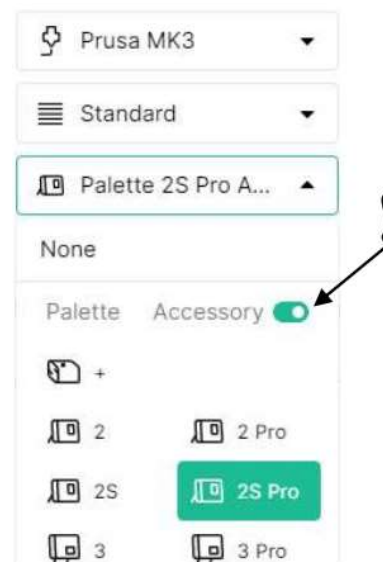 Prusa MK3
Standard
Palette 2S Pro A...
None
Palette Accessory
+
2 2 Pro
2S 2S Pro
3 3 Pro